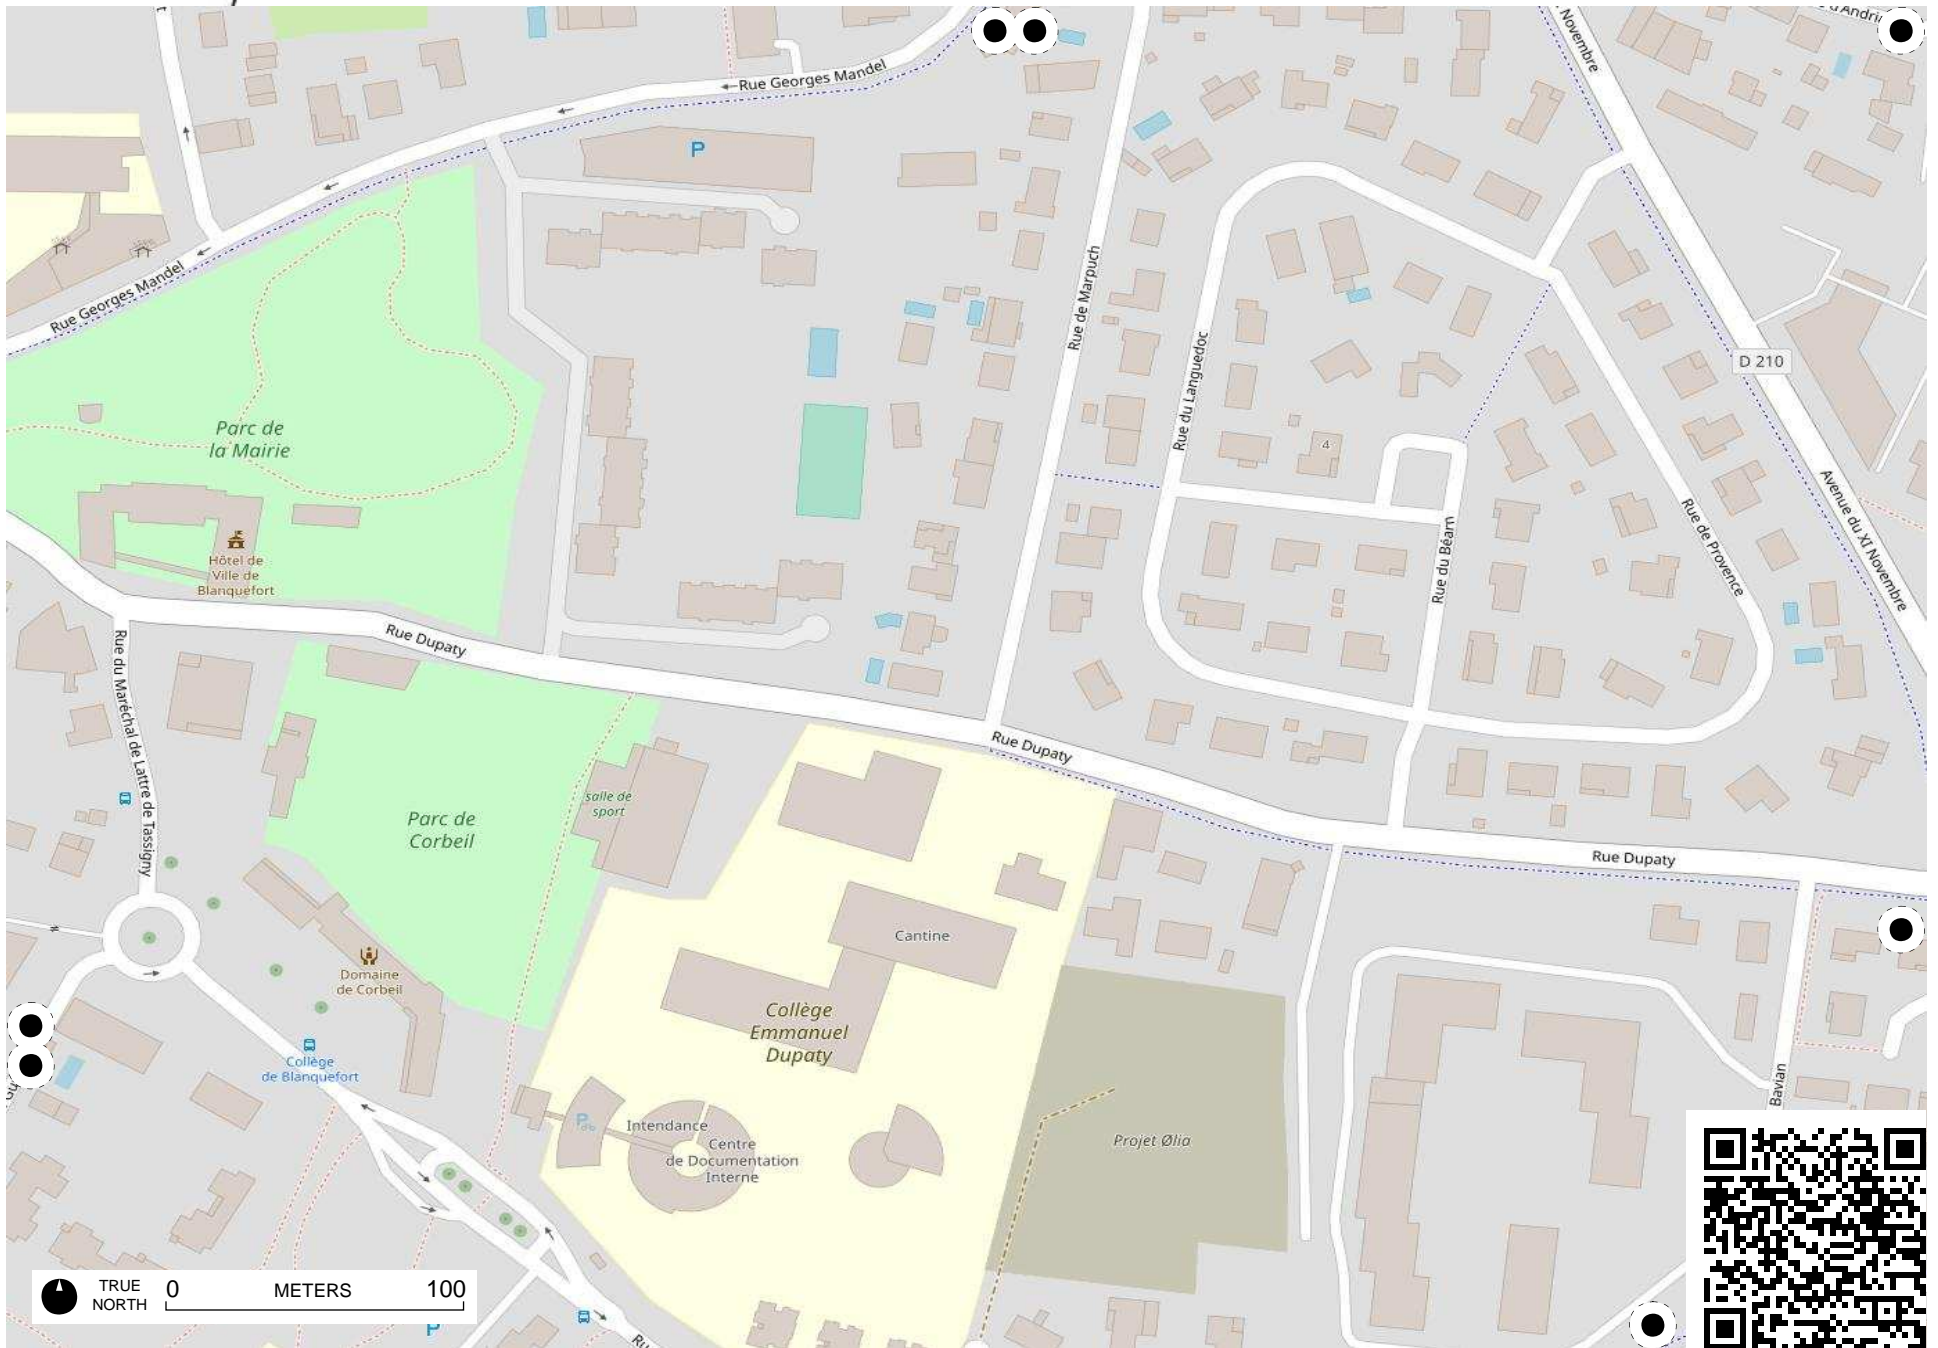 Rue Georges Mandel
Novembre
P
Rue Georges Mandel
Rue de Marpuch
Rue du Languedoc
D 210
Parc de
la Mairie
4
Hôtel de
Ville de
Blanquefort
Rue du Béarn
Rue de Provence
Avenue du XI Novembre
Rue Dupaty
Rue du Maréchal de Lattre de Tassigny
Rue Dupaty
salle de
sport
Parc de
Corbeil
Rue Dupaty
Cantine
Domaine
de Corbeil
Collège
Emmanuel
Dupaty
Collège
de Blanquefort
Bavian
P
Intendance
Centre
de Documentation
Interne
Projet Ølia
TRUE
NORTH
0 METERS 100
P